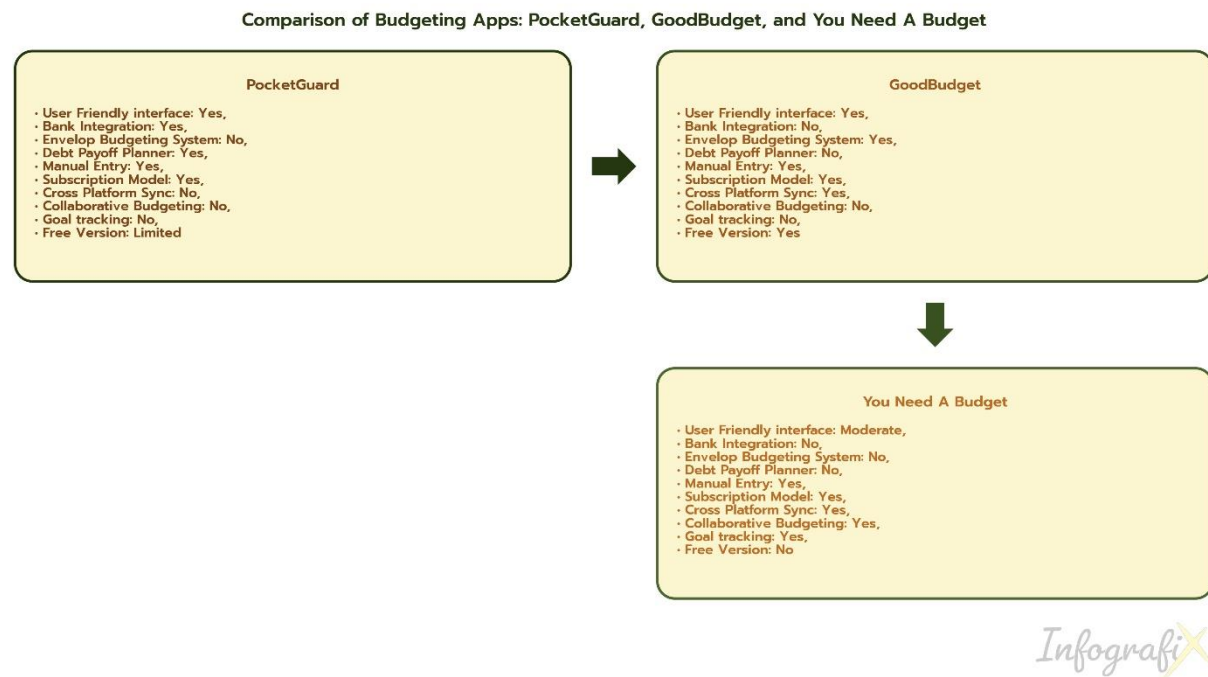 Comparison of Budgeting Apps: PocketGuard, GoodBudget, and You Need A Budget
PocketGuard
• User Friendly interface: Yes,
• Bank Integration: Yes,
• Envelop Budgeting System: No,
• Debt Payoff Planner: Yes,
• Manual Entry: Yes,
• Subscription Model: Yes,
• Cross Platform Sync: No,
• Collaborative Budgeting: No,
• Goal tracking: No,
• Free Version: Limited
GoodBudget
• User Friendly interface: Yes,
• Bank Integration: No,
• Envelop Budgeting System: Yes,
• Debt Payoff Planner: No,
• Manual Entry: Yes,
• Subscription Model: Yes,
• Cross Platform Sync: Yes,
• Collaborative Budgeting: No,
• Goal tracking: No,
• Free Version: Yes
You Need A Budget
• User Friendly interface: Moderate,
• Bank Integration: No,
• Envelop Budgeting System: No,
• Debt Payoff Planner: No,
• Manual Entry: Yes,
• Subscription Model: Yes,
• Cross Platform Sync: Yes,
• Collaborative Budgeting: Yes,
• Goal tracking: Yes,
• Free Version: No
InfografiX